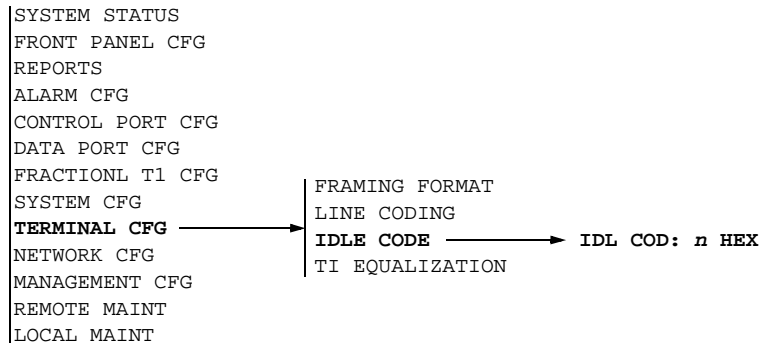 SYSTEM STATUS
FRONT PANEL CFG
REPORTS
ALARM CFG
CONTROL PORT CFG
DATA PORT CFG
FRACTIONL T1 CFG
SYSTEM CFG
TERMINAL CFG
NETWORK CFG
MANAGEMENT CFG
REMOTE MAINT
LOCAL MAINT
FRAMING FORMAT
LINE CODING
IDLE CODE
TI EQUALIZATION
IDL COD: n HEX